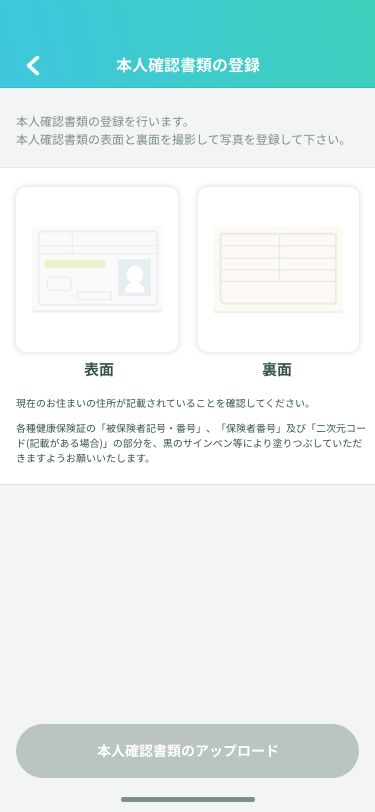 本人確認書類の登録
本人確認書類の登録を行います。
本人確認書類の表面と裏面を撮影して写真を登録して下さい。
表面
裏面
現在のお住まいの住所が記載されていることを確認してください。
各種健康保険証の「被保険者記号・番号」、「保険者番号」及び「二次元コー
ド(記載がある場合)」の部分を、黒のサインペン等により塗りつぶしていただ
きますようお願いいたします。
本人確認書類のアップロード